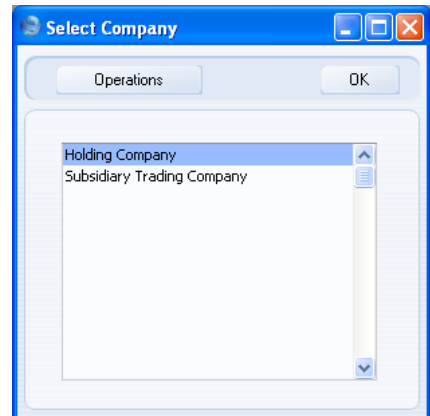 Select Company
Operations OK
Holding Company
Subsidiary Trading Company